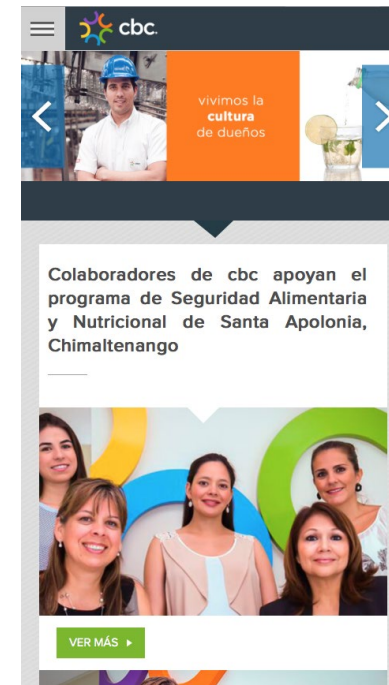 cbc.
vivimos la
cultura
de dueños
Colaboradores de cbc apoyan el
programa de Seguridad Alimentaria
y Nutricional de Santa Apolonia,
Chimaltenango
VER MÁS